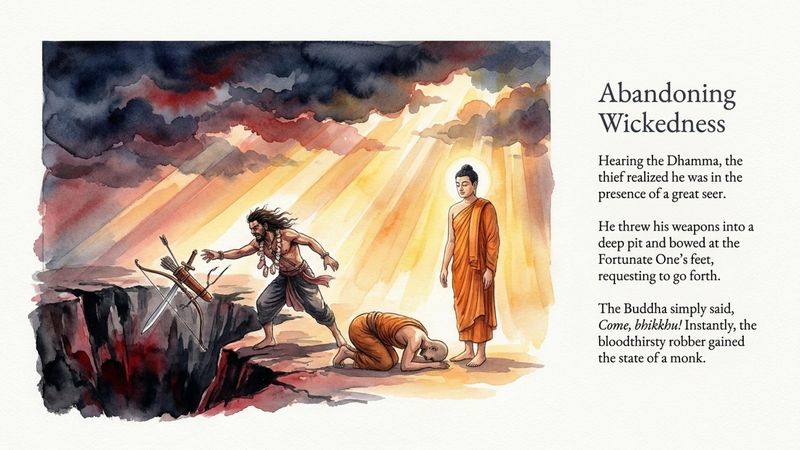 Abandoning
Wickedness
Hearing the Dhamma, the
thief realized he was in the
presence of a great seer.
He threw his weapons into a
deep pit and bowed at the
Fortunate One’s feet,
requesting to go forth.
The Buddha simply said,
Come, bhikkhu! Instantly, the
bloodthirsty robber gained
the state of a monk.